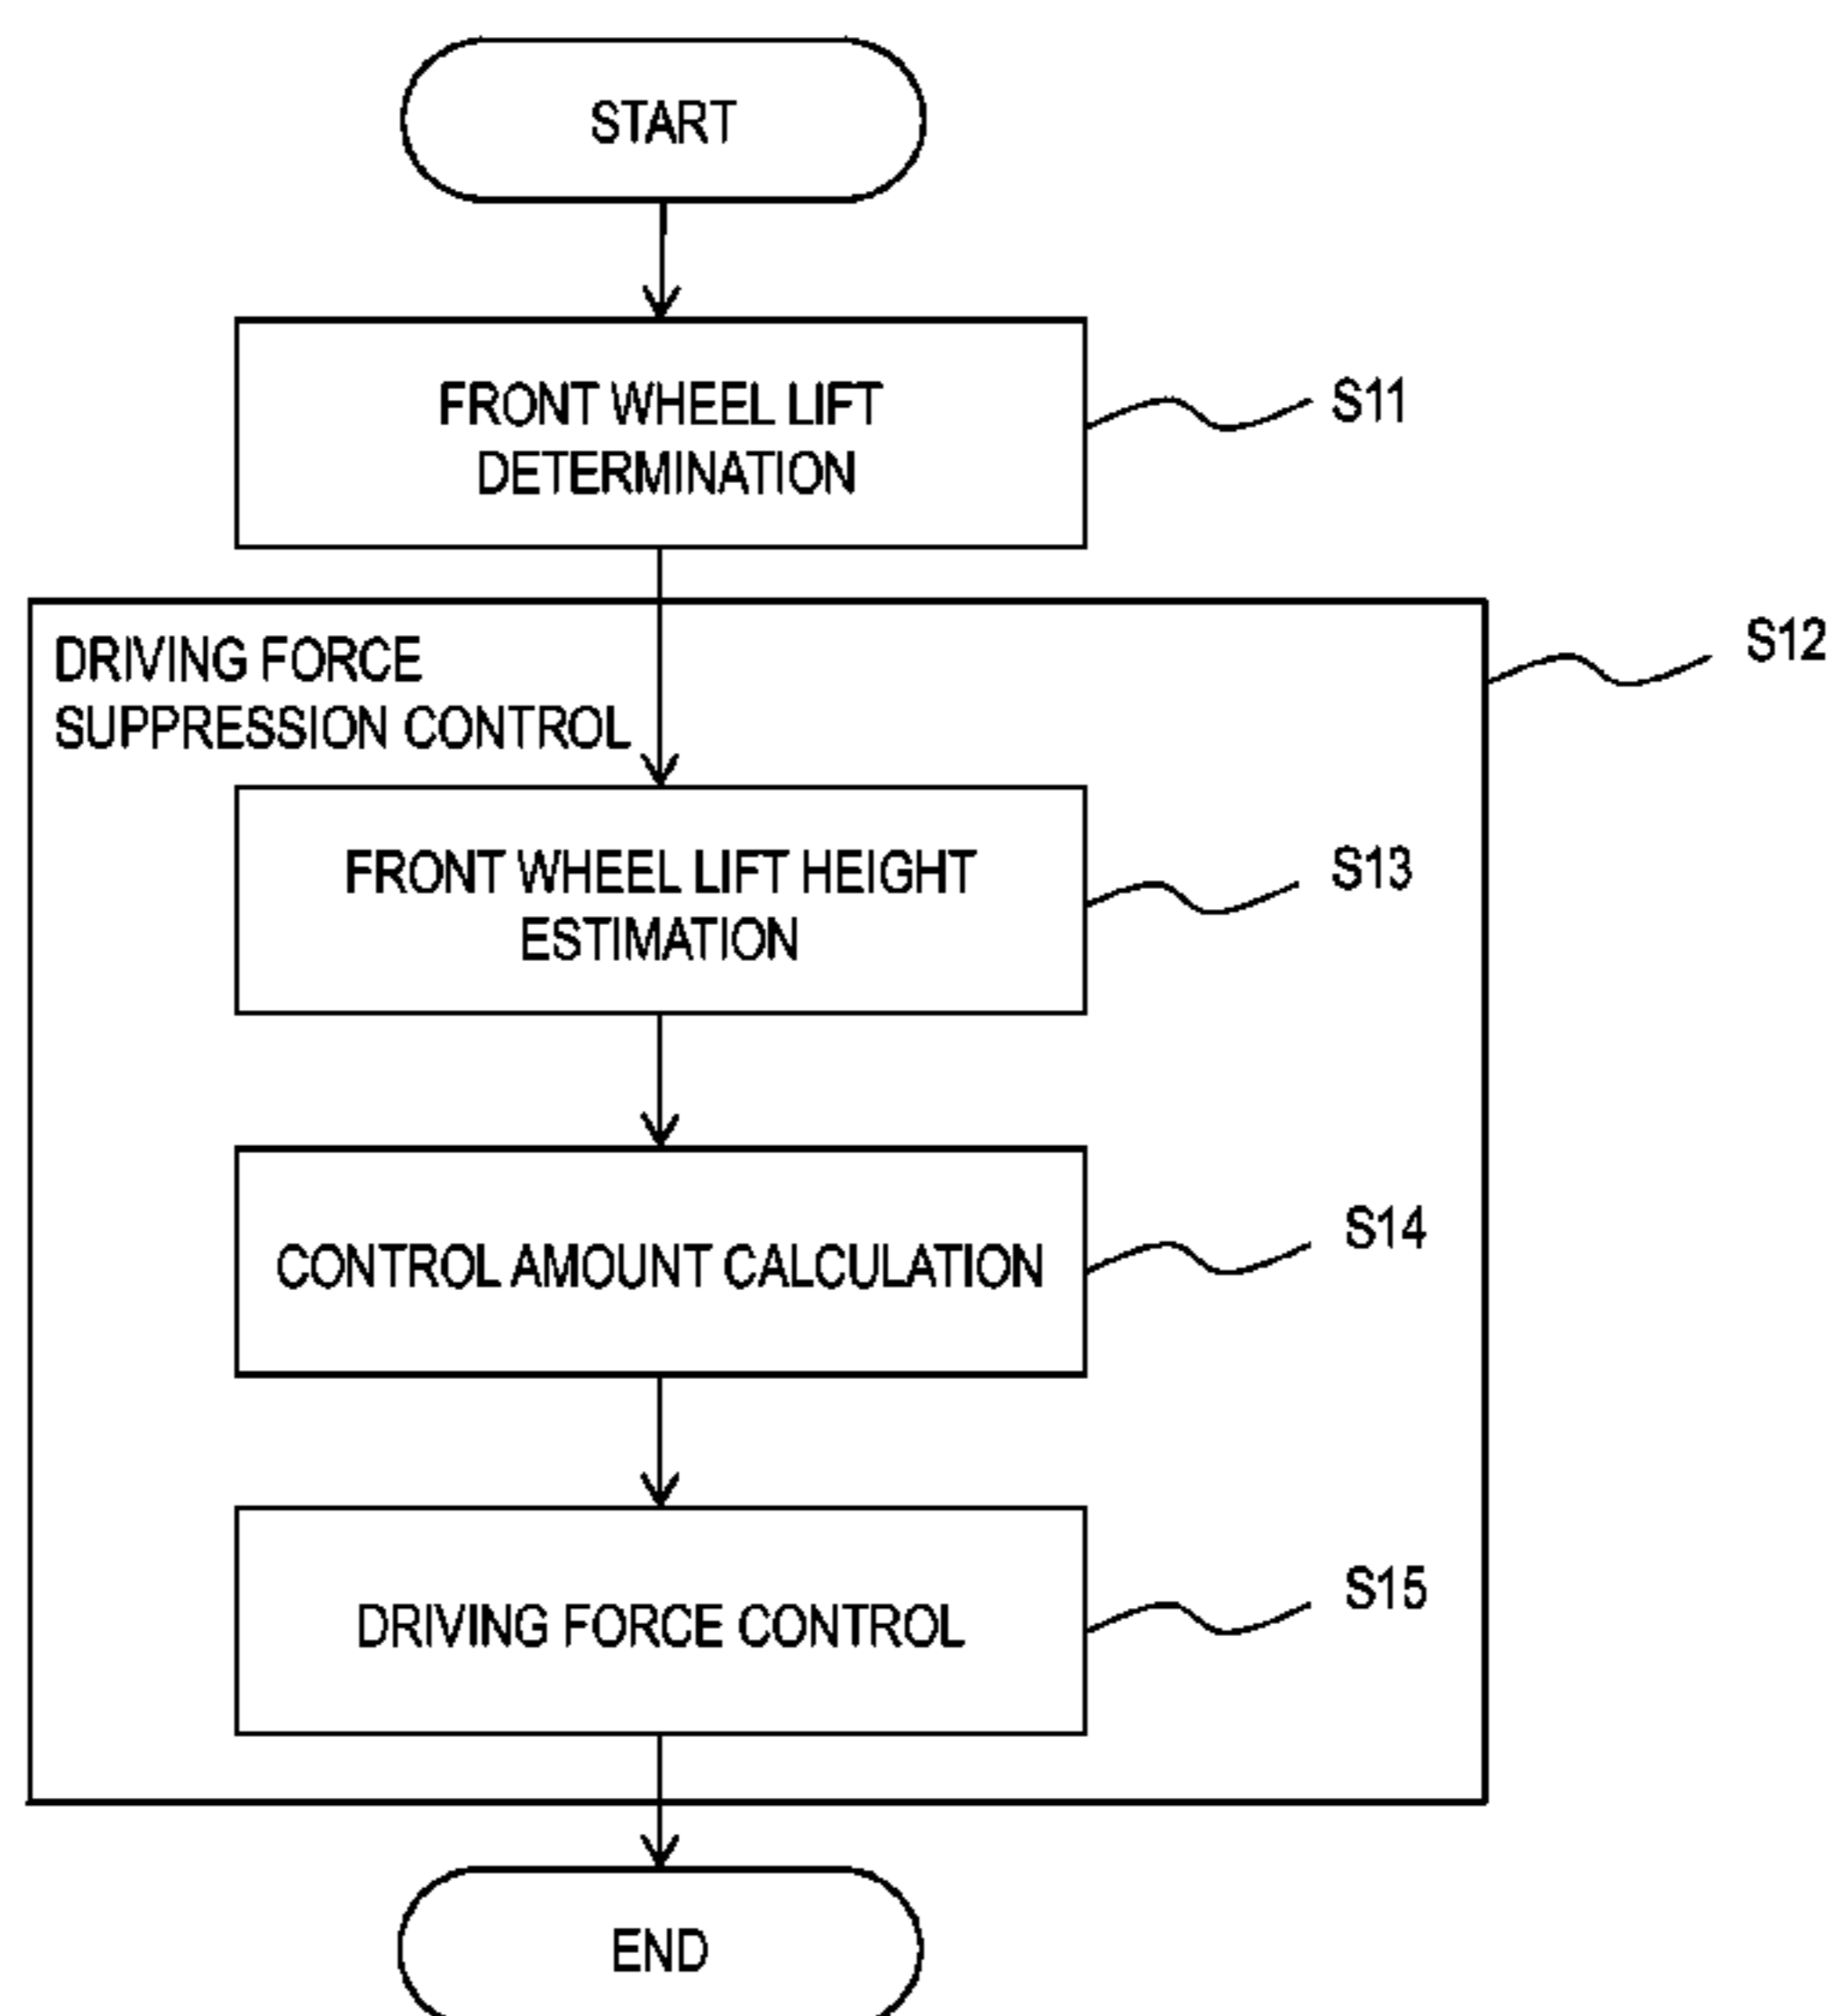 START
FRONT WHEEL LIFT
DETERMINATION
S11
DRIVING FORCE
SUPPRESSION CONTROL
S12
FRONT WHEEL LIFT HEIGHT
ESTIMATION
S13
CONTROL AMOUNT CALCULATION
S14
DRIVING FORCE CONTROL
S15
END